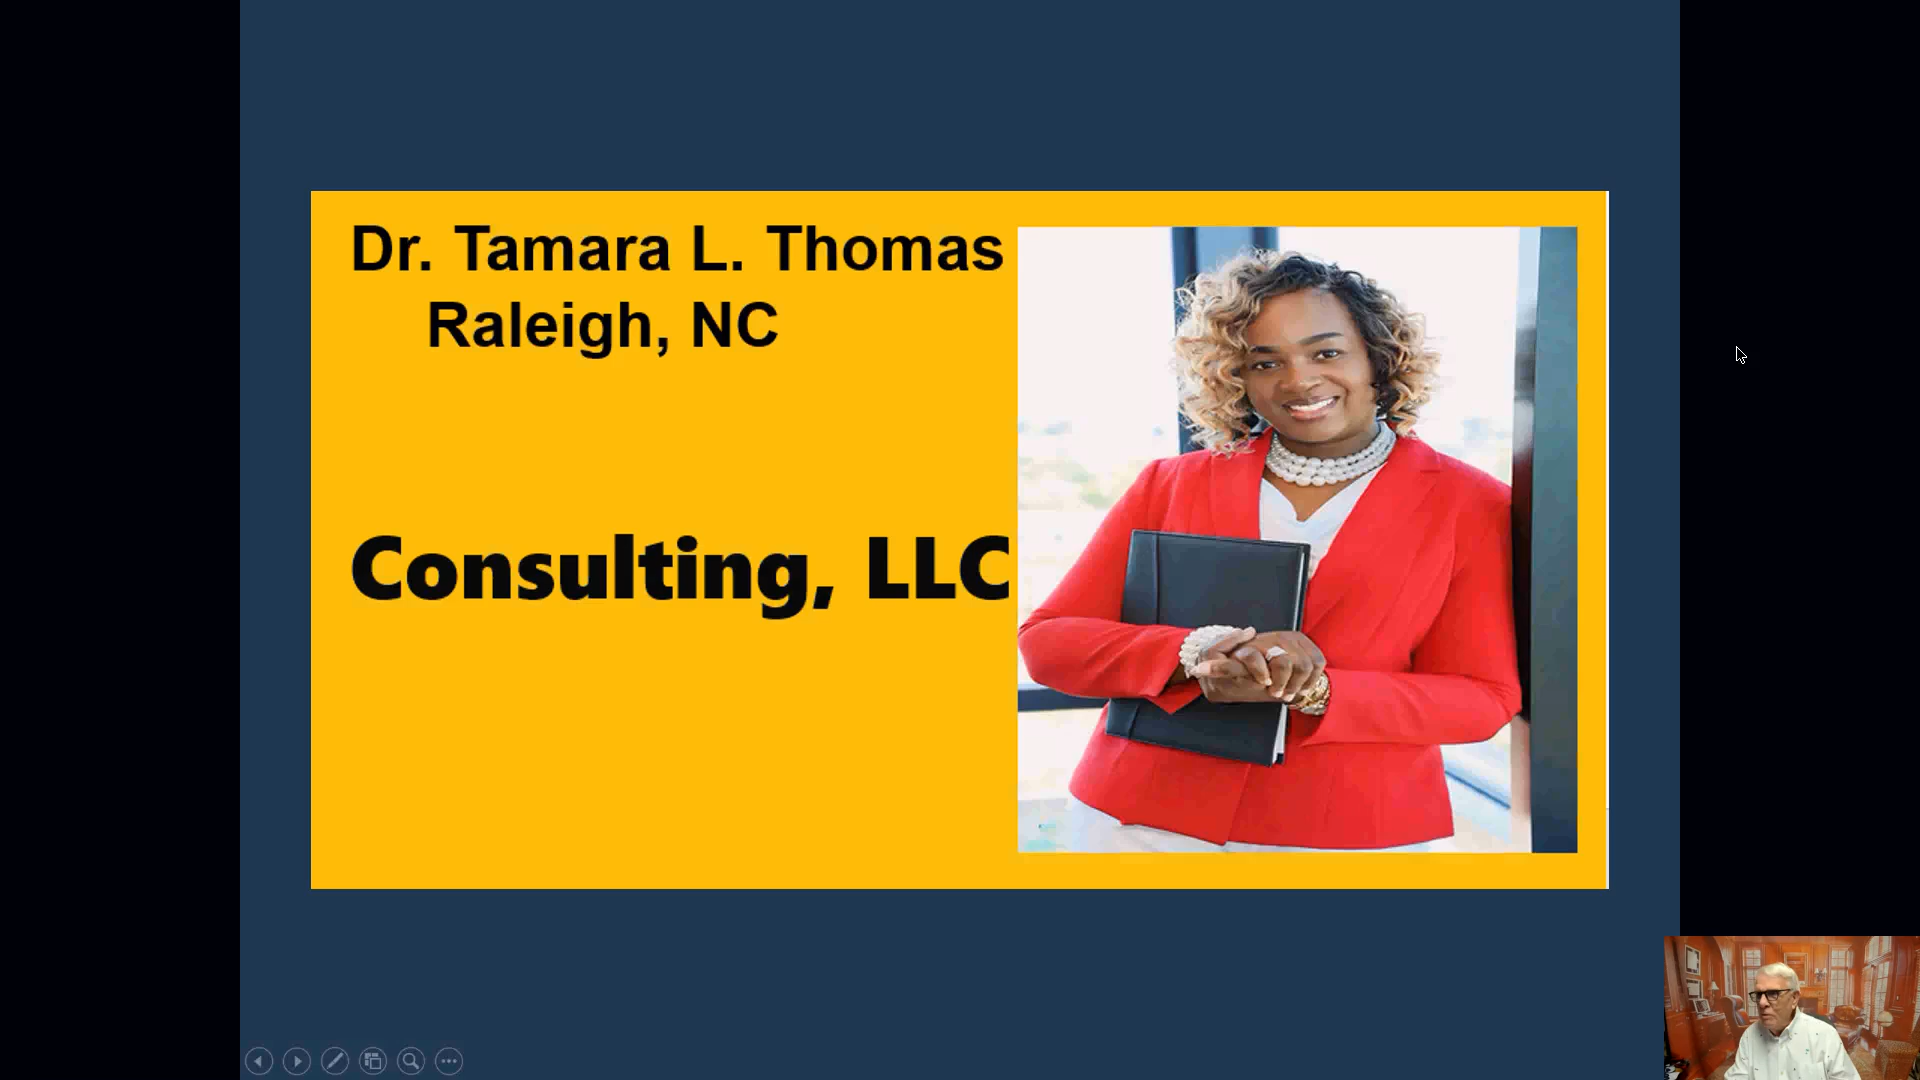 Dr. Tamara L. Thomas
Raleigh, NC
Consulting, LLC